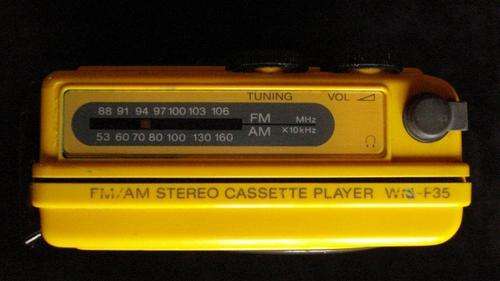 TUNING VOL
88 91 94 97 100 103 106 FM MHz
53 60 70 80 100 130 160 AM ×10kHz
FM/AM STEREO CASSETTE PLAYER WM-F35